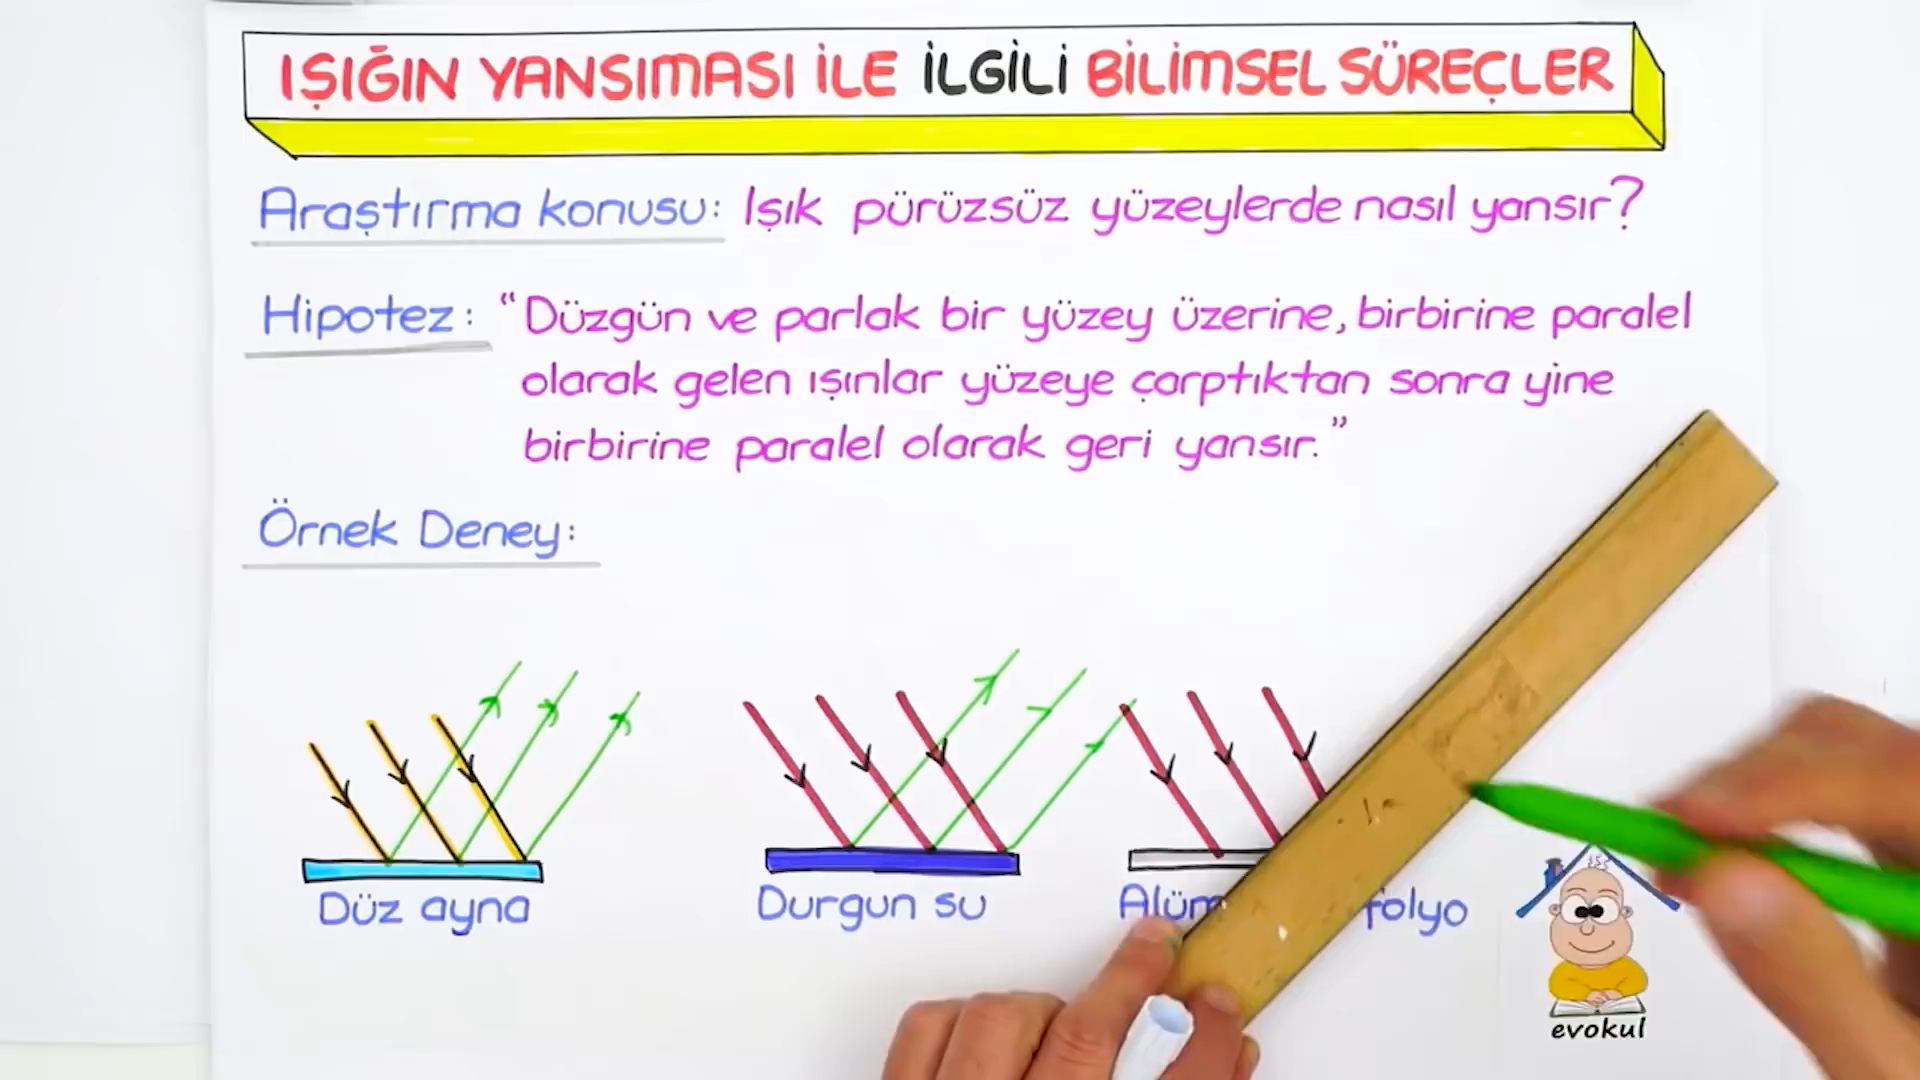 IŞIĞIN YANSIMASI İLE İLGİLİ BİLİMSEL SÜREÇLER
Araştırma konusu: Işık pürüzsüz yüzeylerde nasıl yansır?
Hipotez: "Düzgün ve parlak bir yüzey üzerine, birbirine paralel
olarak gelen ışınlar yüzeye çarptıktan sonra yine
birbirine paralel olarak geri yansır."
Örnek Deney:
Düz ayna
Durgun su
folyo
evokul